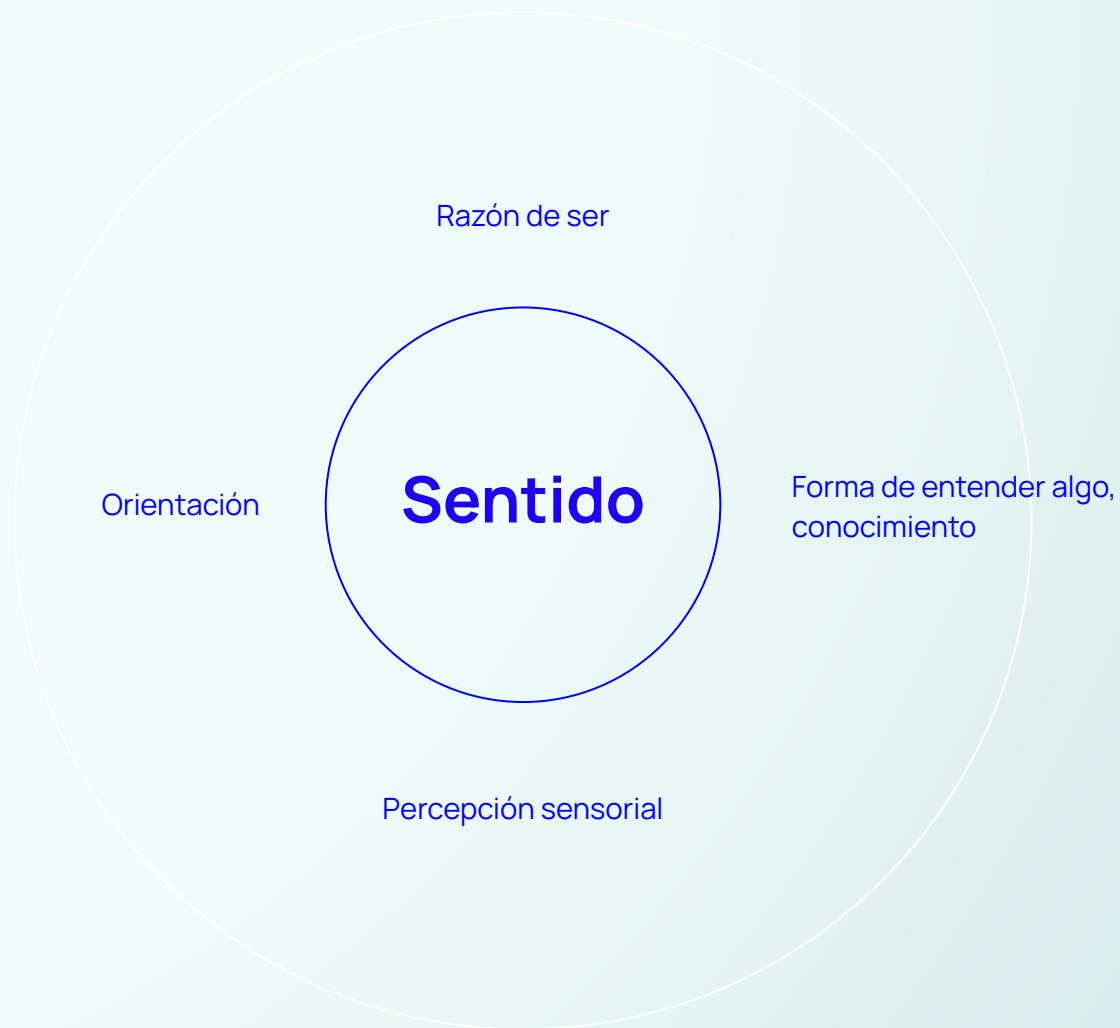 Razón de ser
Orientación
Sentido
Forma de entender algo,
conocimiento
Percepción sensorial